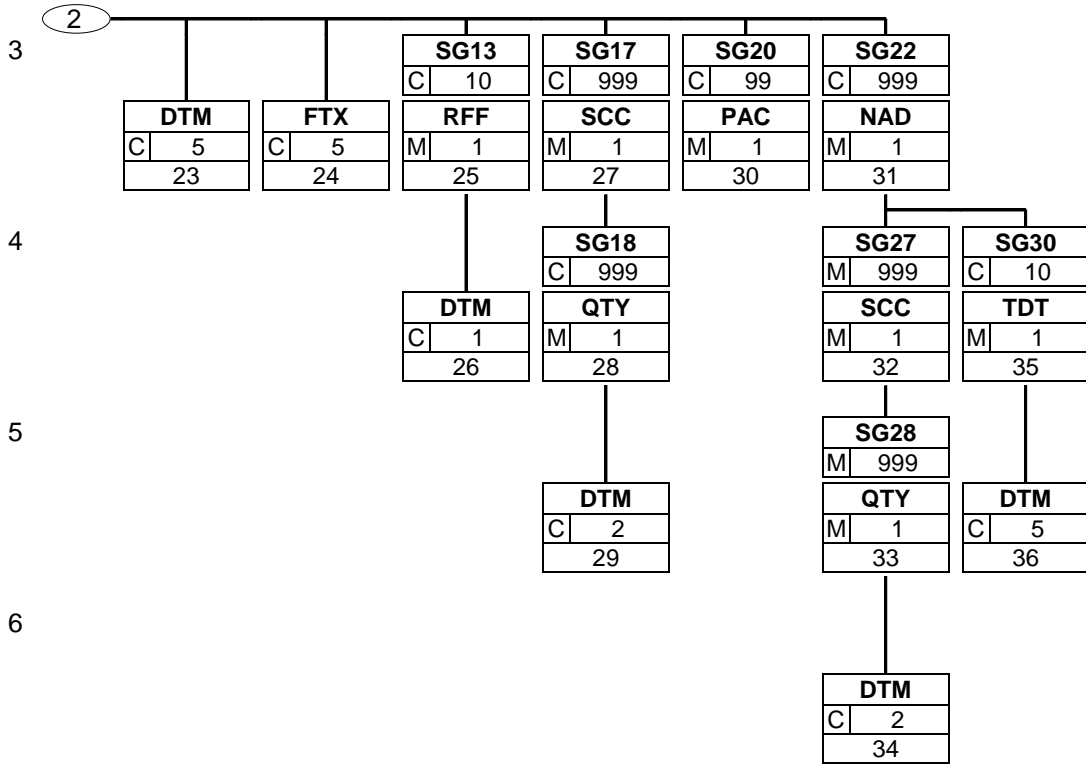 2
3
SG13 SG17 SG20 SG22
C 10 C 999 C 99 C 999
DTM FTX RFF SCC PAC NAD
C 5 C 5 M 1 M 1 M 1 M 1
23 24 25 27 30 31
4
SG18 SG27 SG30
C 999 M 999 C 10
DTM QTY SCC TDT
C 1 M 1 M 1 M 1
26 28 32 35
5
SG28
M 999
DTM QTY DTM
C 2 M 1 C 5
29 33 36
6
DTM
C 2
34